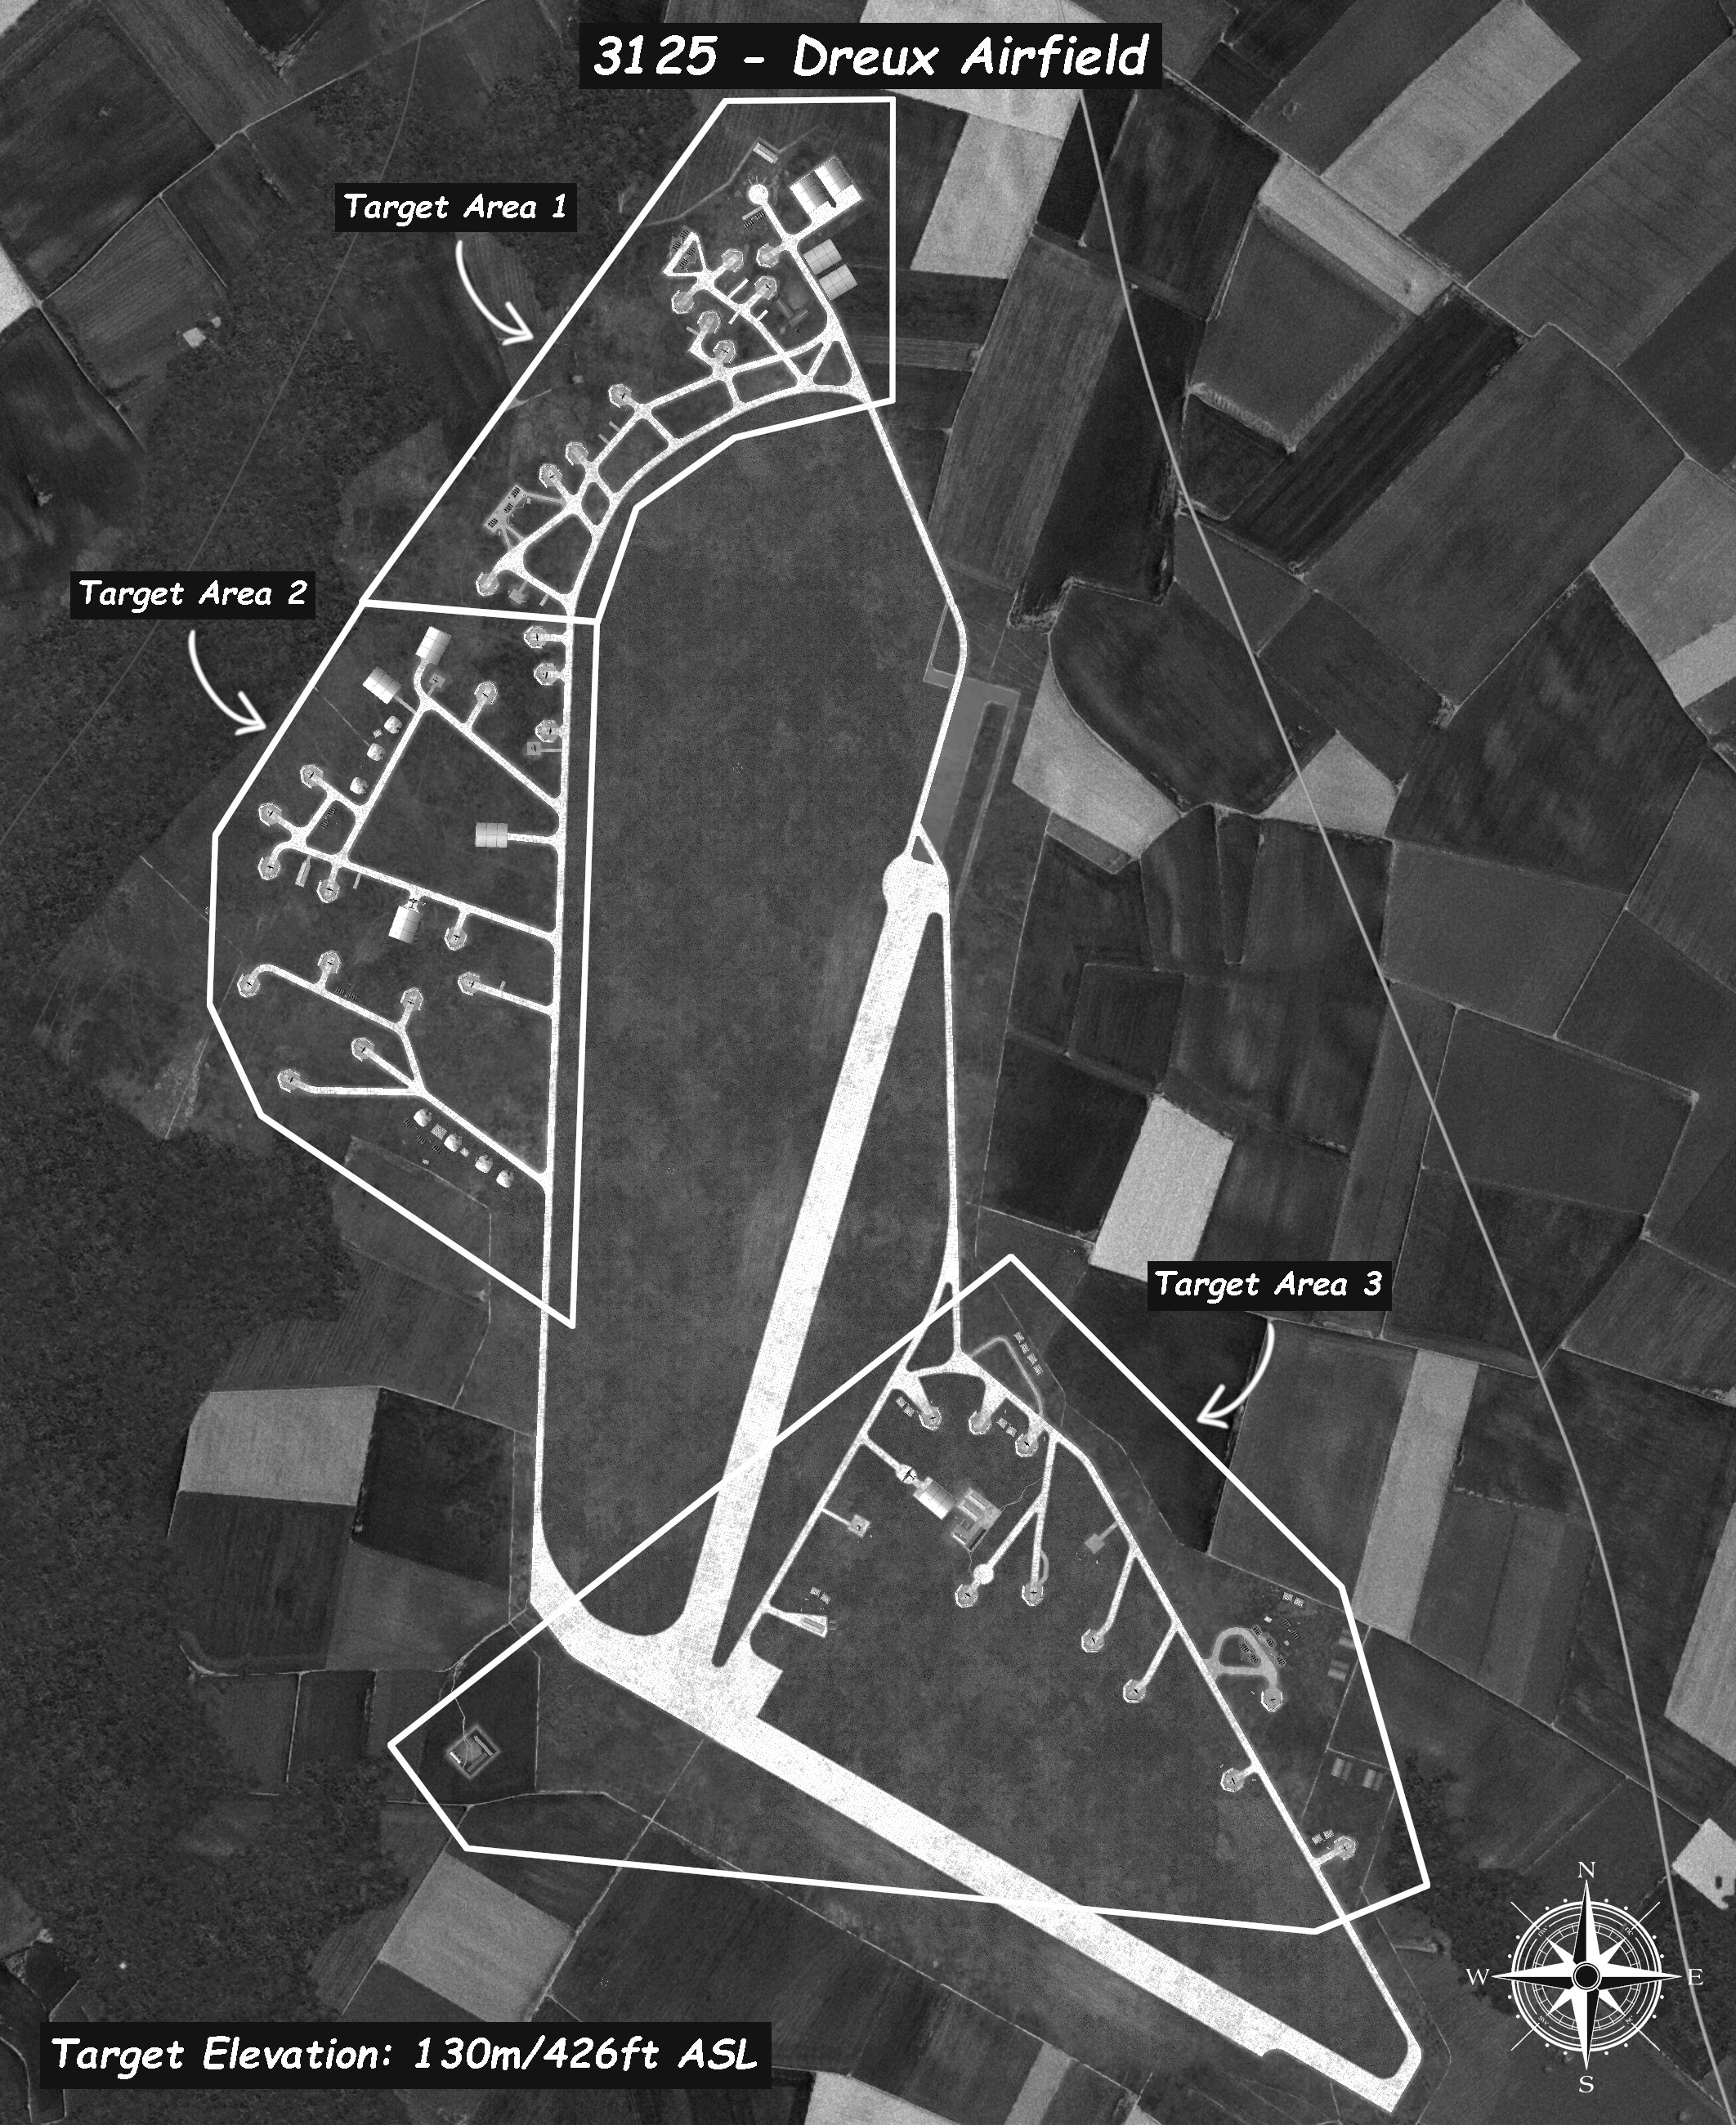 3125 - Dreux Airfield
Target Area 1
Target Area 2
Target Area 3
N
W E
S
Target Elevation: 130m/426ft ASL